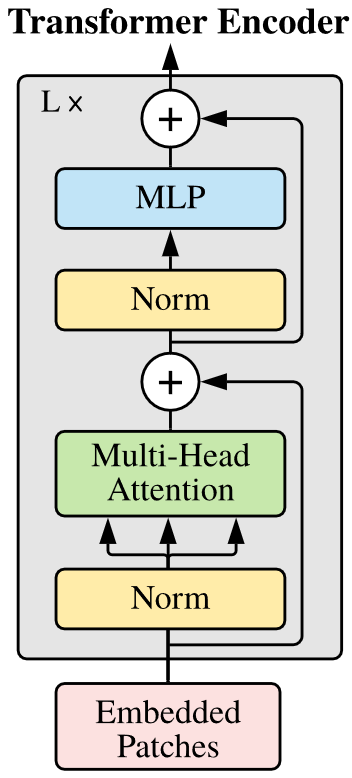 Transformer Encoder
L ×
+
MLP
Norm
+
Multi-Head
Attention
Norm
Embedded
Patches